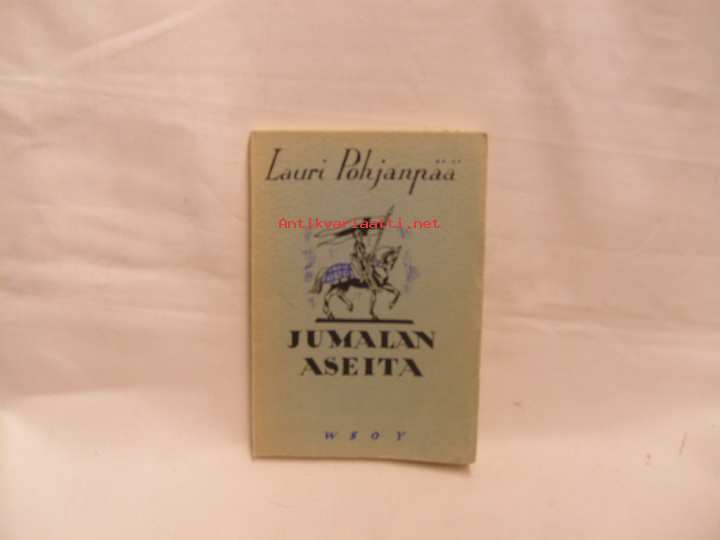 Lauri Pohjanpää
Antikvariaatti.net
JUMALAN
ASEITA
WSOY